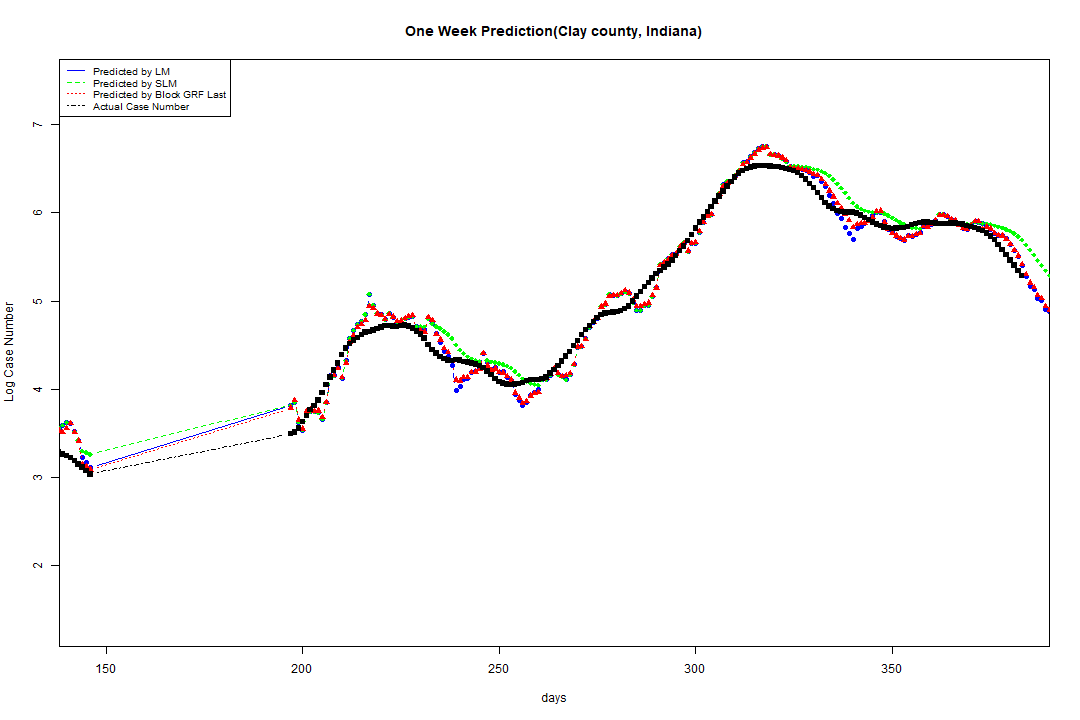 One Week Prediction(Clay county, Indiana)
Predicted by LM
Predicted by SLM
Predicted by Block GRF Last
Actual Case Number
7
6
5
4
3
2
Log Case Number
150 200 250 300 350
days